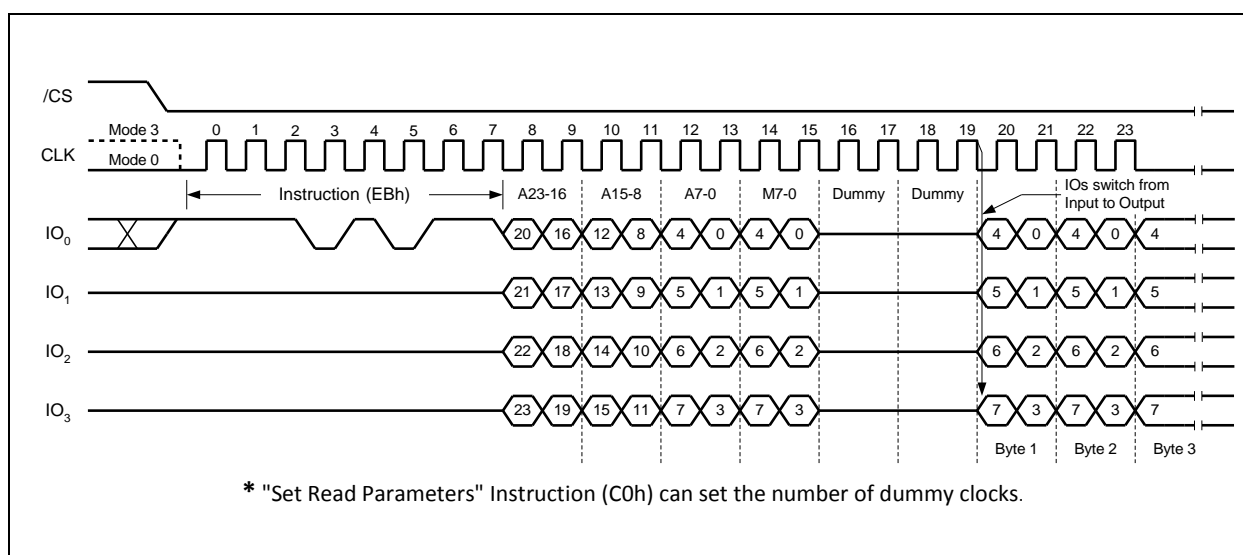 /CS
Mode 3
0 1 2 3 4 5 6 7 8 9 10 11 12 13 14 15 16 17 18 19 20 21 22 23
CLK
Mode 0
Instruction (EBh) A23-16 A15-8 A7-0 M7-0 Dummy Dummy
IOs switch from
Input to Output
IO0 20 16 12 8 4 0 4 0 4 0 4 0 4
IO1 21 17 13 9 5 1 5 1 5 1 5 1 5
IO2 22 18 14 10 6 2 6 2 6 2 6 2 6
IO3 23 19 15 11 7 3 7 3 7 3 7 3 7
Byte 1 Byte 2 Byte 3
* "Set Read Parameters" Instruction (C0h) can set the number of dummy clocks.